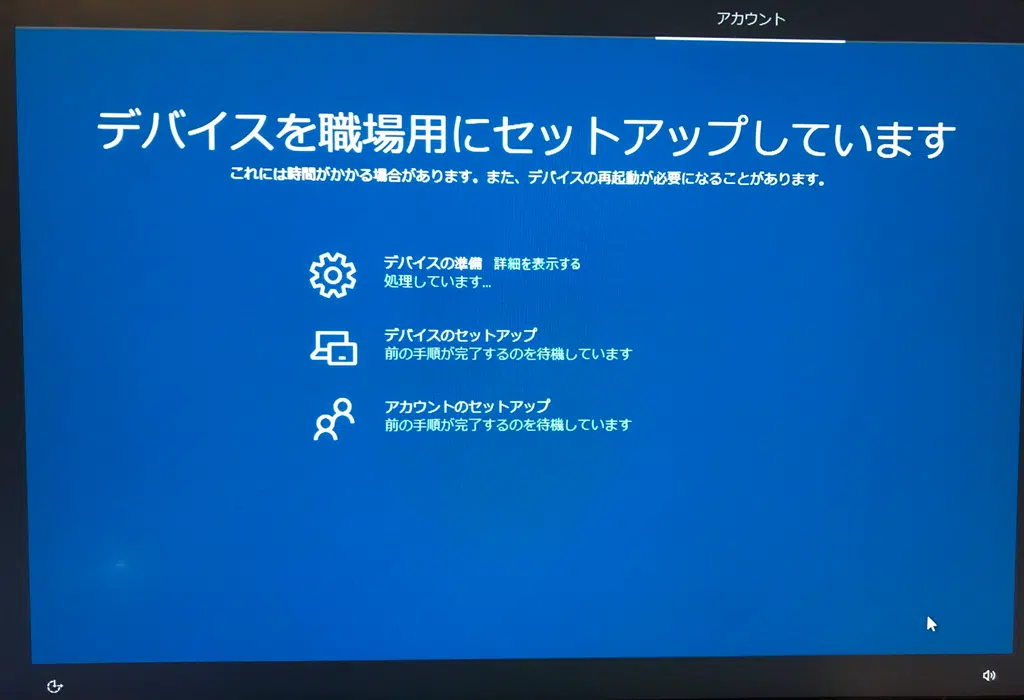 アカウント
デバイスを職場用にセットアップしています
これには時間がかかる場合があります。また、デバイスの再起動が必要になることがあります。
デバイスの準備 詳細を表示する
処理しています...
デバイスのセットアップ
前の手順が完了するのを待機しています
アカウントのセットアップ
前の手順が完了するのを待機しています